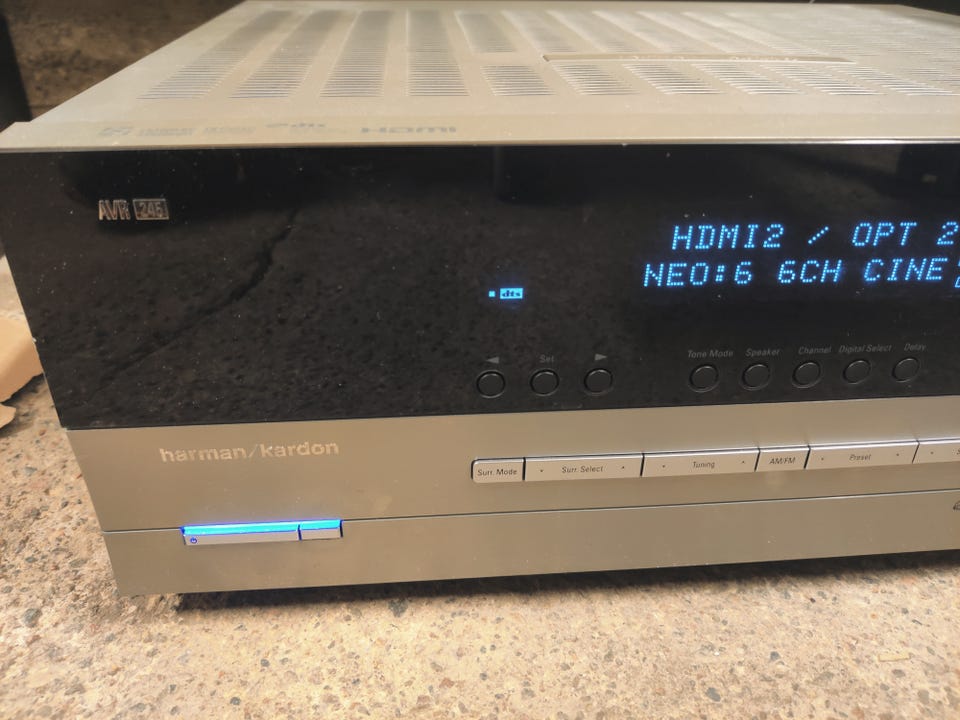 HDMI
AVR 245
HDMI2 / OPT 2
NEO:6 6CH CINE
dts
Set
Tone Mode Speaker Channel Digital Select Delay
harman/kardon
Surr. Mode Surr. Select Tuning AM/FM Preset